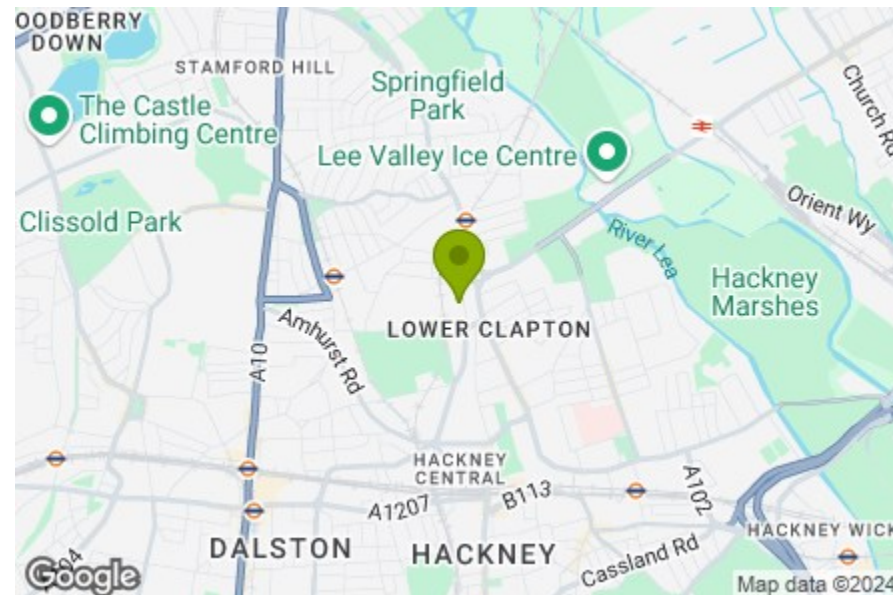 OODBERRY
DOWN
STAMFORD HILL
The Castle
Climbing Centre
Springfield
Park
Lee Valley Ice Centre
Church Rd
Orient Wy
Clissold Park
River Lea
Hackney
Marshes
LOWER CLAPTON
Amhurst Rd
A10
HACKNEY
CENTRAL
A1207
B113
A102
DALSTON
HACKNEY
Cassland Rd
HACKNEY WICK
Google
Map data ©2024